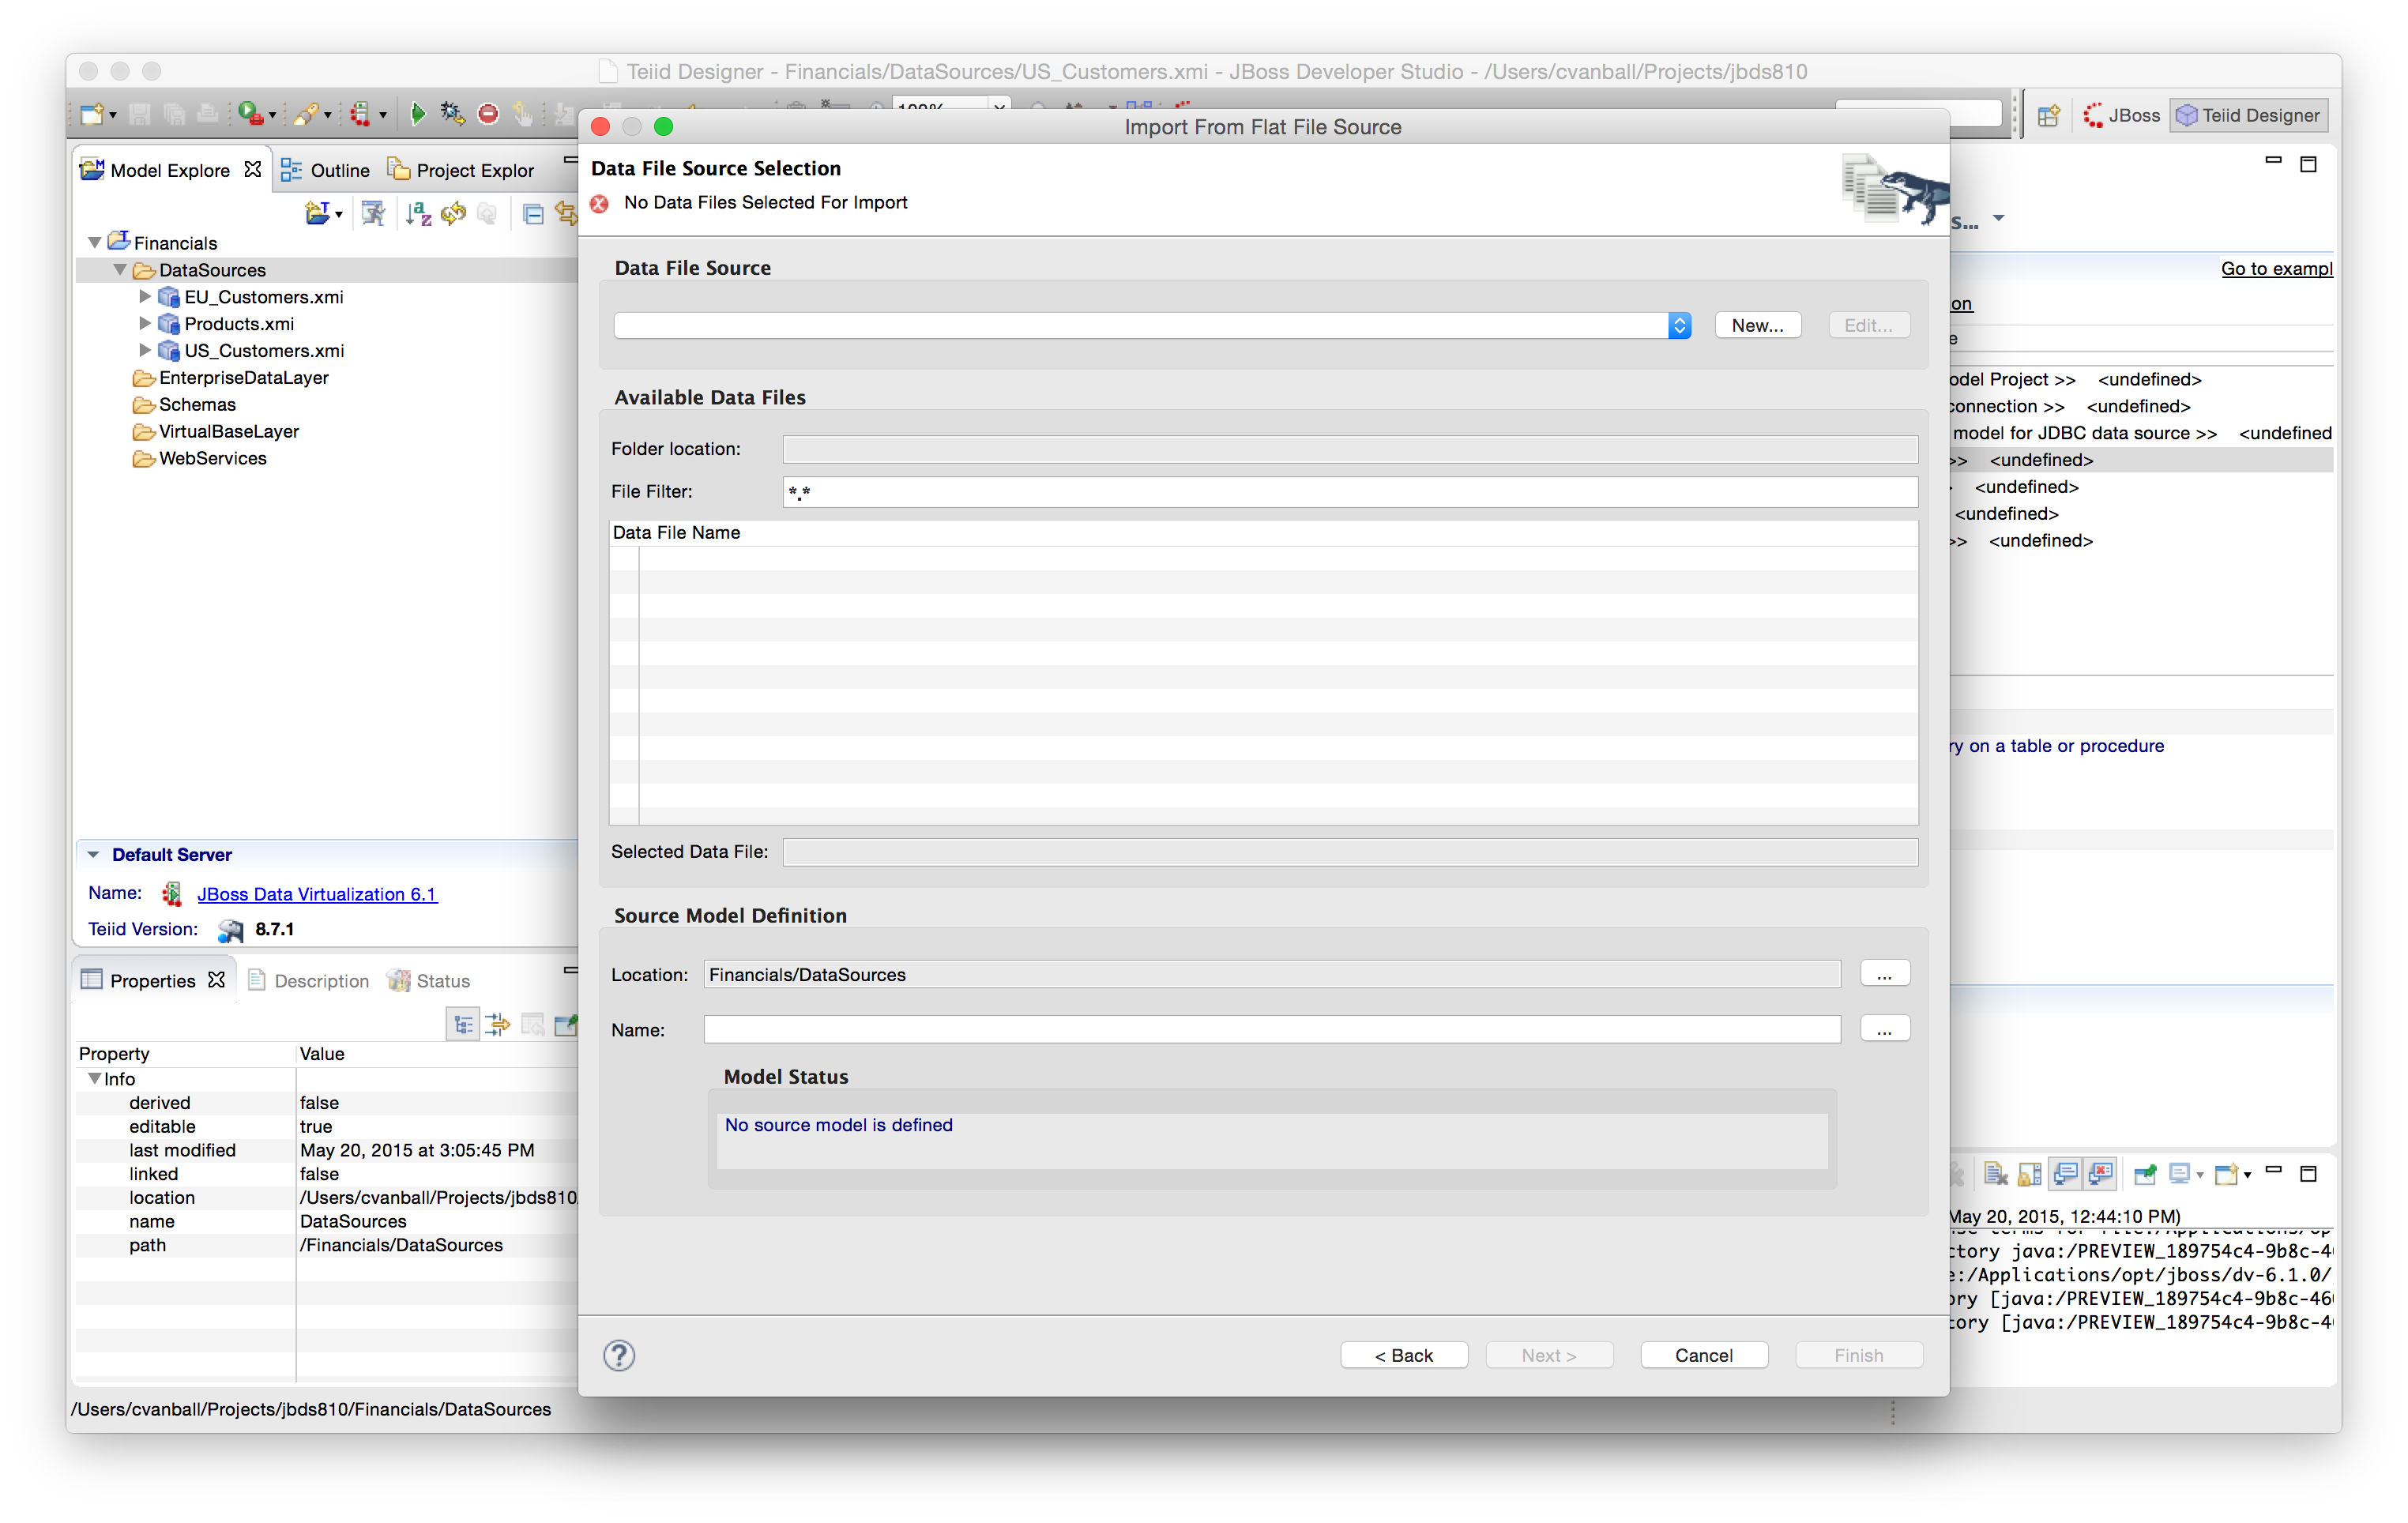 Teiid Designer - Financials/DataSources/US_Customers.xmi - JBoss Developer Studio - /Users/cvanball/Projects/jbds810
JBoss
Teiid Designer
Model Explore
Outline
Project Explor
Financials
DataSources
EU_Customers.xmi
Products.xmi
US_Customers.xmi
EnterpriseDataLayer
Schemas
VirtualBaseLayer
WebServices
Default Server
Name: JBoss Data Virtualization 6.1
Teiid Version: 8.7.1
Properties
Description
Status
Property Value
Info
derived false
editable true
last modified May 20, 2015 at 3:05:45 PM
linked false
location /Users/cvanball/Projects/jbds810
name DataSources
path /Financials/DataSources
/Users/cvanball/Projects/jbds810/Financials/DataSources
Import From Flat File Source
Data File Source Selection
No Data Files Selected For Import
Data File Source
New...
Edit...
Available Data Files
Folder location:
File Filter: *.*
Data File Name
Selected Data File:
Source Model Definition
Location: Financials/DataSources ...
Name: ...
Model Status
No source model is defined
? < Back Next > Cancel Finish
s...
Go to exampl
on
e
odel Project >> <undefined>
connection >> <undefined>
model for JDBC data source >> <undefined
>> <undefined>
<undefined>
<undefined>
>> <undefined>
ry on a table or procedure
May 20, 2015, 12:44:10 PM)
ctory java:/PREVIEW_189754c4-9b8c-4
e:/Applications/opt/jboss/dv-6.1.0/
ory [java:/PREVIEW_189754c4-9b8c-46
tory [java:/PREVIEW_189754c4-9b8c-4